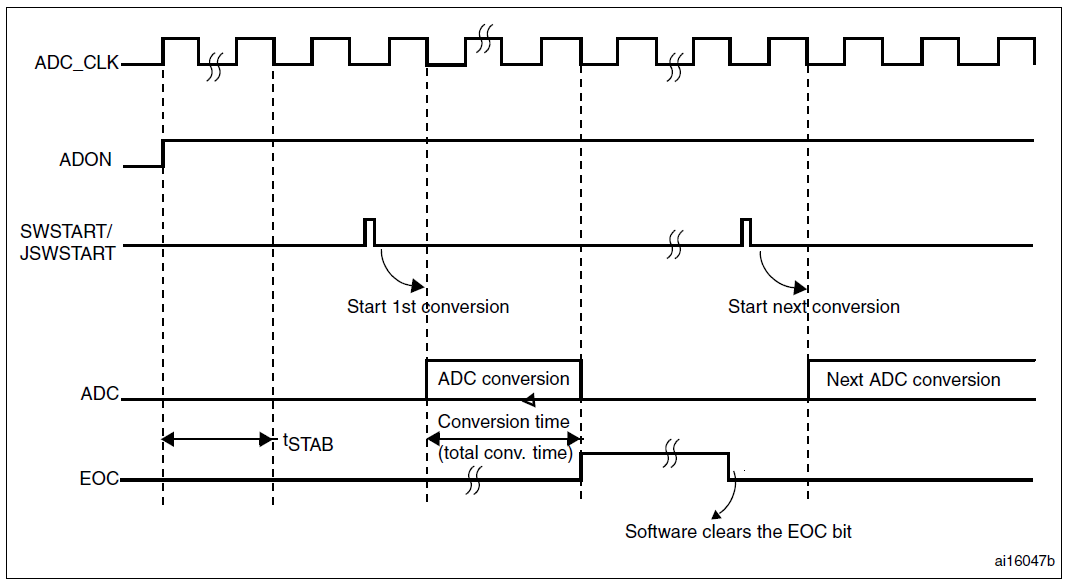 ADC_CLK
ADON
SWSTART/
JSWSTART
Start 1st conversion
Start next conversion
ADC
ADC conversion
Next ADC conversion
Conversion time
(total conv. time)
tSTAB
EOC
Software clears the EOC bit
ai16047b